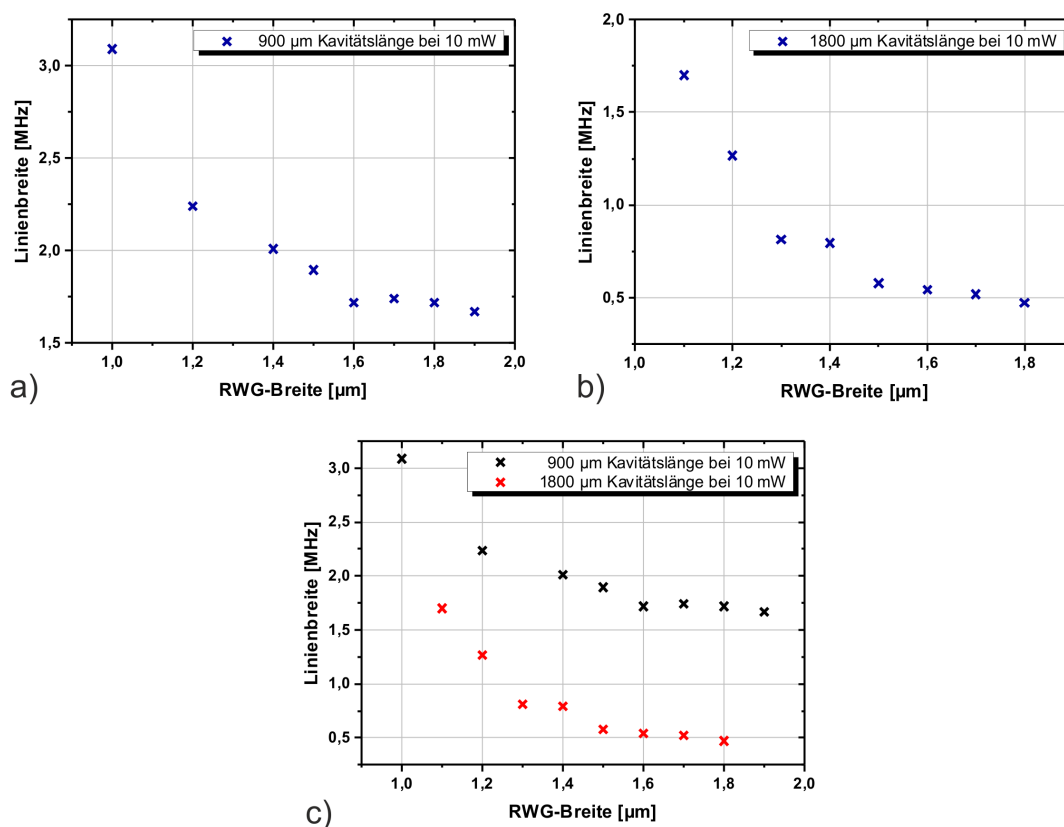 900 µm Kavitätslänge bei 10 mW
3,0
2,5
2,0
1,5
Linienbreite [MHz]
1,0 1,2 1,4 1,6 1,8 2,0
RWG-Breite [µm]
a)
1800 µm Kavitätslänge bei 10 mW
2,0
1,5
1,0
0,5
Linienbreite [MHz]
1,0 1,2 1,4 1,6 1,8
RWG-Breite [µm]
b)
900 µm Kavitätslänge bei 10 mW
1800 µm Kavitätslänge bei 10 mW
3,0
2,5
2,0
1,5
1,0
0,5
Linienbreite [MHz]
1,0 1,2 1,4 1,6 1,8 2,0
RWG-Breite [µm]
c)